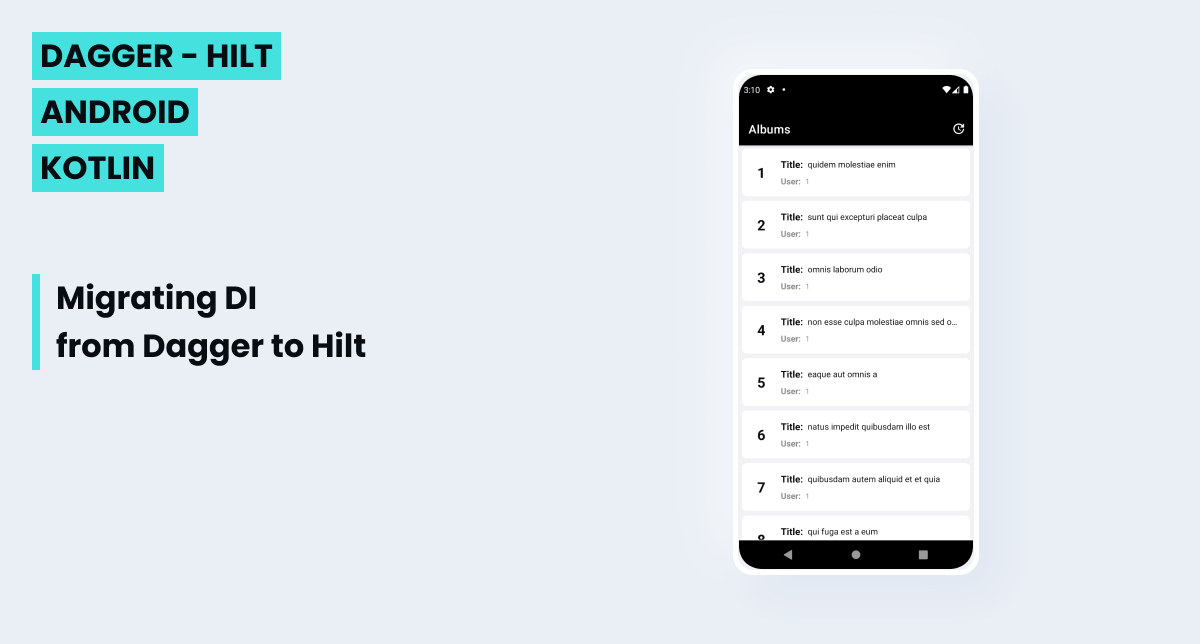 DAGGER - HILT
ANDROID
KOTLIN
Migrating DI
from Dagger to Hilt
3:10
Albums
1
Title: quidem molestiae enim
User: 1
2
Title: sunt qui excepturi placeat culpa
User: 1
3
Title: omnis laborum odio
User: 1
4
Title: non esse culpa molestiae omnis sed o...
User: 1
5
Title: eaque aut omnis a
User: 1
6
Title: natus impedit quibusdam illo est
User: 1
7
Title: quibusdam autem aliquid et et quia
User: 1
Title: qui fuga est a eum